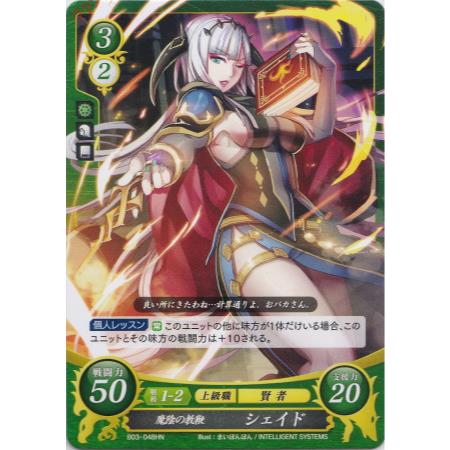 3
2
良い所にきたわね…計算通りよ、おバカさん。
個人レッスン 常 このユニットの他に味方が1体だけいる場合、この
ユニットとその味方の戦闘力は+10される。
戦闘力
50
射程 1-2 上級職 賢者
支援力
20
魔陰の教鞭 シェイド
B03-048HN Illust:まいぽんぽん / INTELLIGENT SYSTEMS